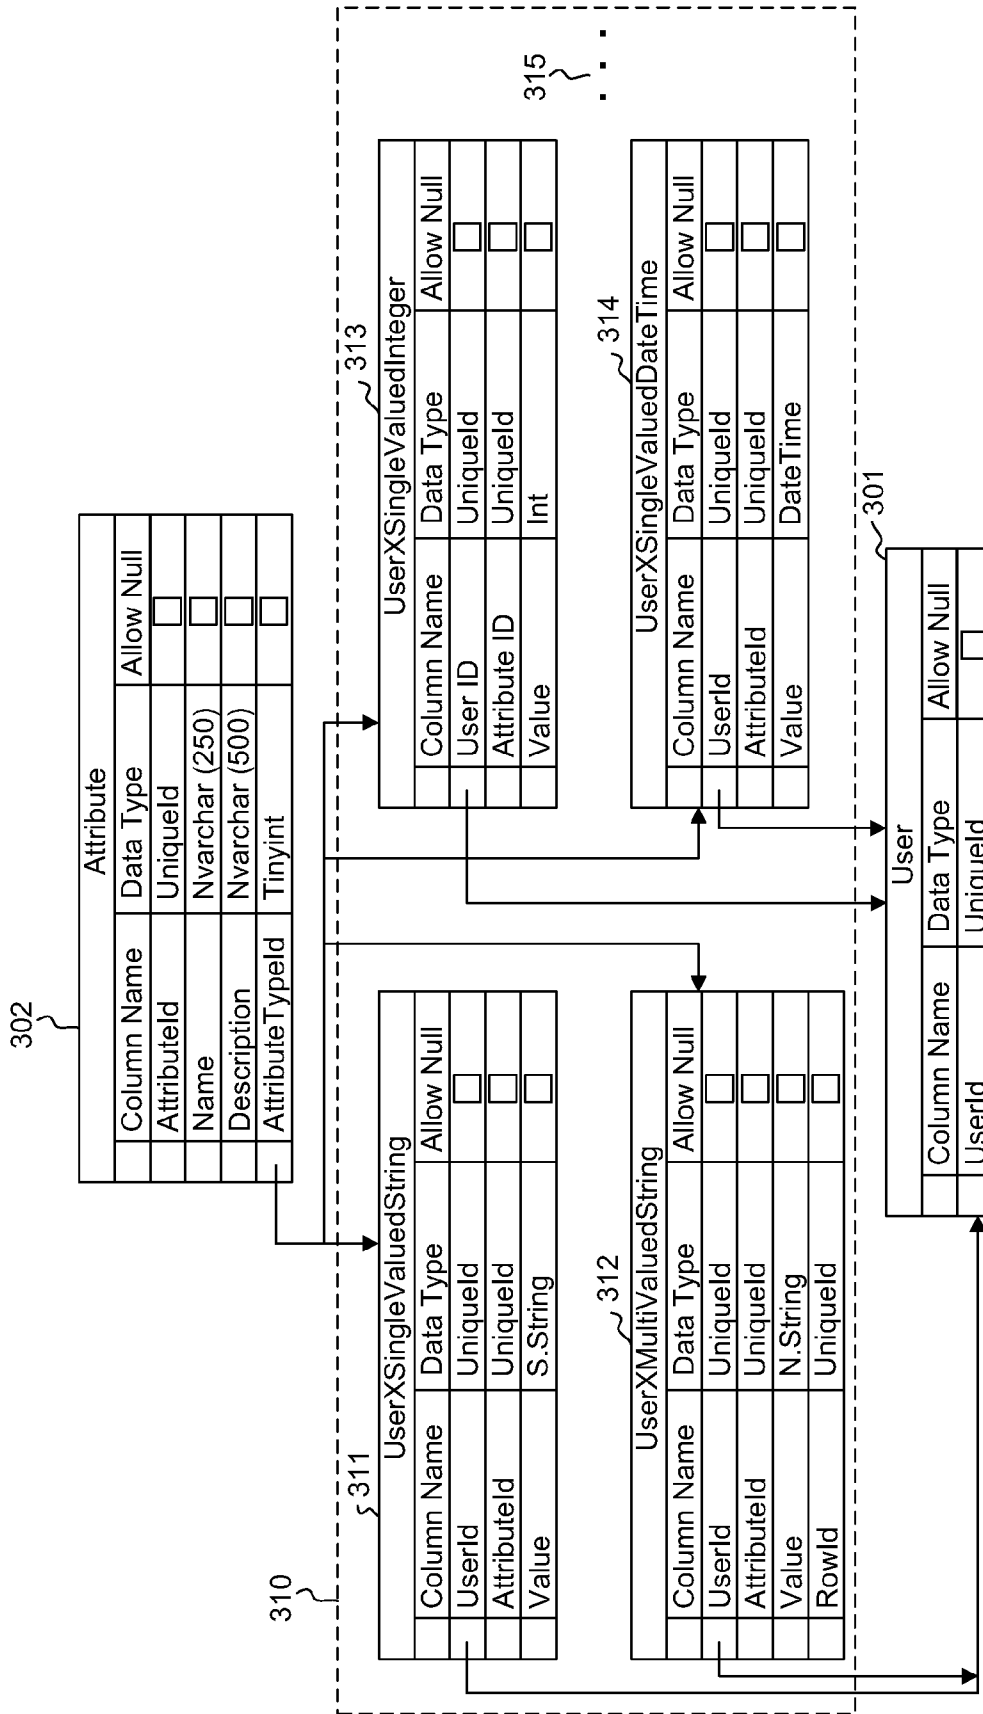 302
Attribute
Column Name Data Type Allow Null
AttributeId UniqueId
Name Nvarchar (250)
Description Nvarchar (500)
AttributeTypeId Tinyint
310
311
UserXSingleValuedString
Column Name Data Type Allow Null
UserId UniqueId
AttributeId UniqueId
Value S.String
313
UserXSingleValuedInteger
Column Name Data Type Allow Null
User ID UniqueId
Attribute ID UniqueId
Value Int
315
. . .
312
UserXMultiValuedString
Column Name Data Type Allow Null
UserId UniqueId
AttributeId UniqueId
Value N.String
RowId UniqueId
314
UserXSingleValuedDateTime
Column Name Data Type Allow Null
UserId UniqueId
AttributeId UniqueId
Value DateTime
301
User
Column Name Data Type Allow Null
UserId UniqueId